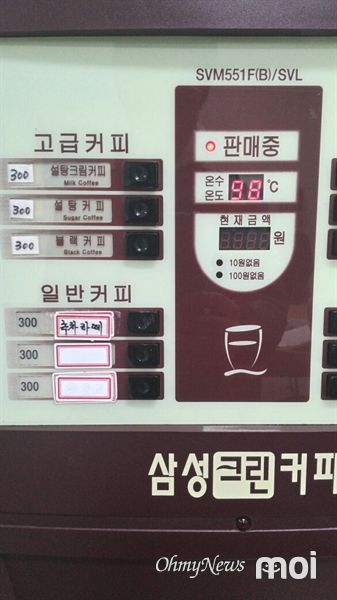 SVM551F(B)/SVL
고급커피
300 설탕크림커피
Milk Coffee
300 설탕커피
Sugar Coffee
300 블랙커피
Black Coffee
판매중
온수
온도 98 ℃
현재금액
원
10원없음
100원없음
일반커피
300
300
300
삼성크린커피
OhmyNews
moi